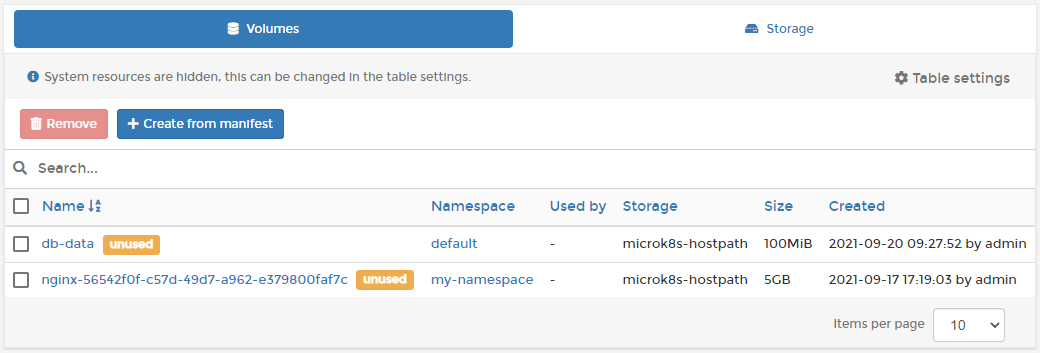 Volumes Storage
System resources are hidden, this can be changed in the table settings. Table settings
Remove Create from manifest
Search...
Name Namespace Used by Storage Size Created
db-data unused default - microk8s-hostpath 100MiB 2021-09-20 09:27:52 by admin
nginx-56542f0f-c57d-49d7-a962-e379800faf7c unused my-namespace - microk8s-hostpath 5GB 2021-09-17 17:19:03 by admin
Items per page 10